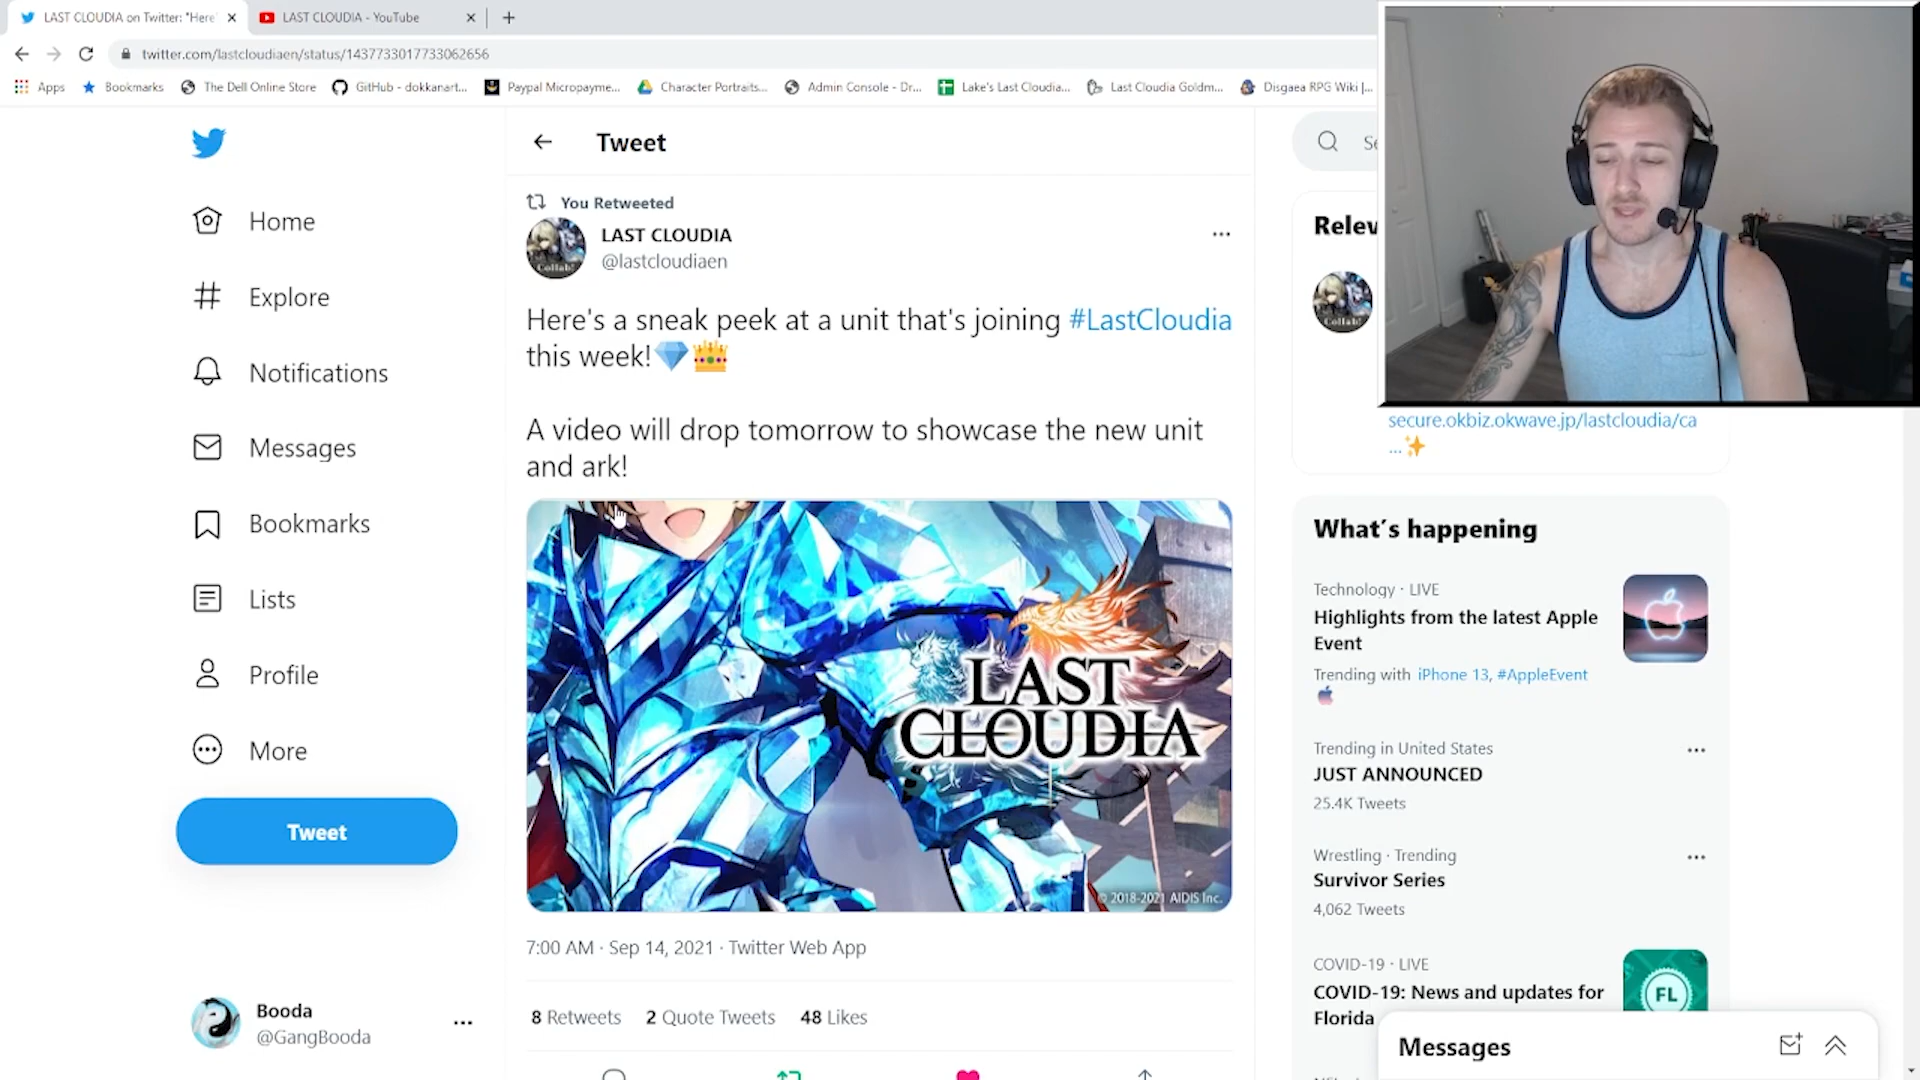 LAST CLOUDIA on Twitter: "Here'
LAST CLOUDIA - YouTube
twitter.com/lastcloudiaen/status/1437733017733062656
Apps
Bookmarks
The Dell Online Store
GitHub - dokkanart...
Paypal Micropayme...
Character Portraits...
Admin Console - Dr...
Lake's Last Cloudia...
Last Cloudia Goldm...
Disgaea RPG Wiki |...
Home
Explore
Notifications
Messages
Bookmarks
Lists
Profile
More
Tweet
Booda
@GangBooda
Tweet
You Retweeted
LAST CLOUDIA
@lastcloudiaen
Collab!
Here's a sneak peek at a unit that's joining #LastCloudia
this week!💎👑
A video will drop tomorrow to showcase the new unit
and ark!
LAST
CLOUDIA
© 2018-2021 AIDIS Inc.
7:00 AM · Sep 14, 2021 · Twitter Web App
8 Retweets 2 Quote Tweets 48 Likes
Se
Relev
Collab!
secure.okbiz.okwave.jp/lastcloudia/ca
...✨
What's happening
Technology · LIVE
Highlights from the latest Apple
Event
Trending with iPhone 13, #AppleEvent
Trending in United States
JUST ANNOUNCED
25.4K Tweets
Wrestling · Trending
Survivor Series
4,062 Tweets
COVID-19 · LIVE
COVID-19: News and updates for
Florida
FL
Messages